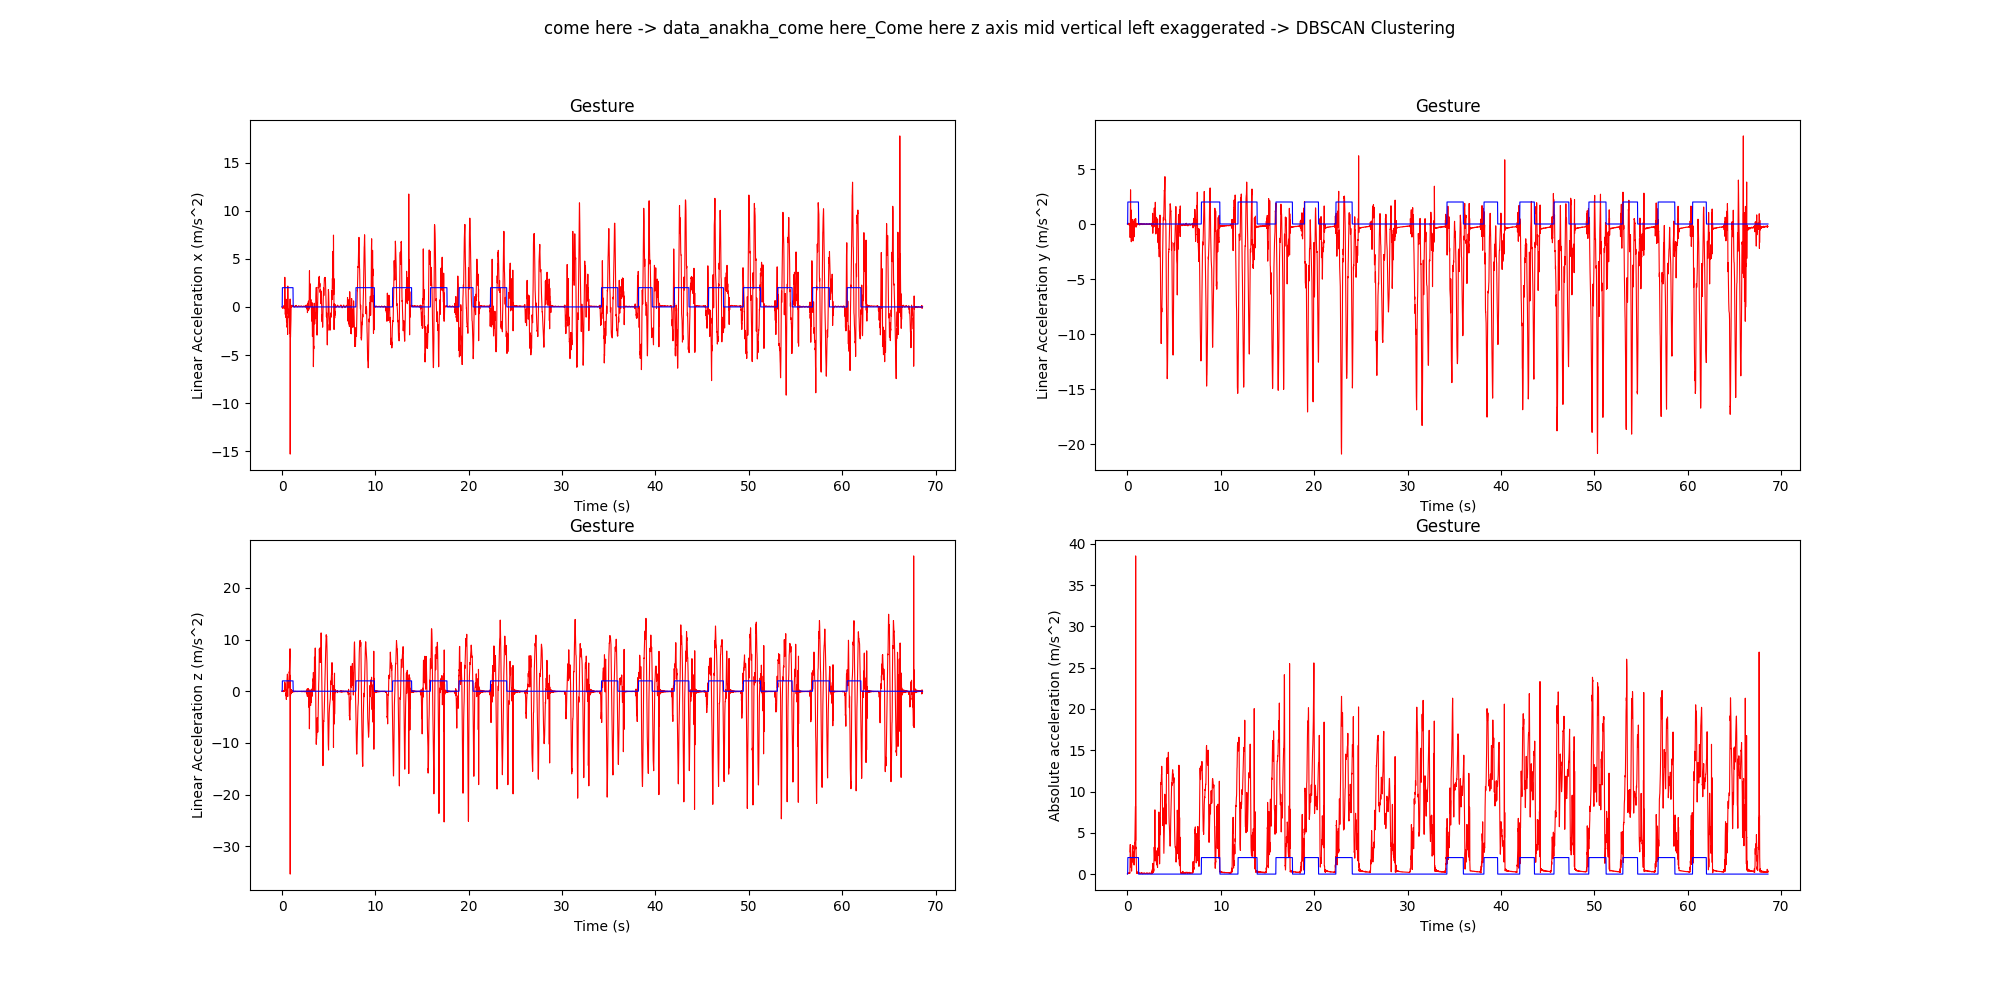 come here -> data_anakha_come here_Come here z axis mid vertical left exaggerated -> DBSCAN Clustering
Gesture
Linear Acceleration x (m/s^2)
15
10
5
0
−5
−10
−15
0 10 20 30 40 50 60 70
Time (s)
Gesture
Linear Acceleration y (m/s^2)
5
0
−5
−10
−15
−20
0 10 20 30 40 50 60 70
Time (s)
Gesture
Linear Acceleration z (m/s^2)
20
10
0
−10
−20
−30
0 10 20 30 40 50 60 70
Time (s)
Gesture
Absolute acceleration (m/s^2)
40
35
30
25
20
15
10
5
0
0 10 20 30 40 50 60 70
Time (s)